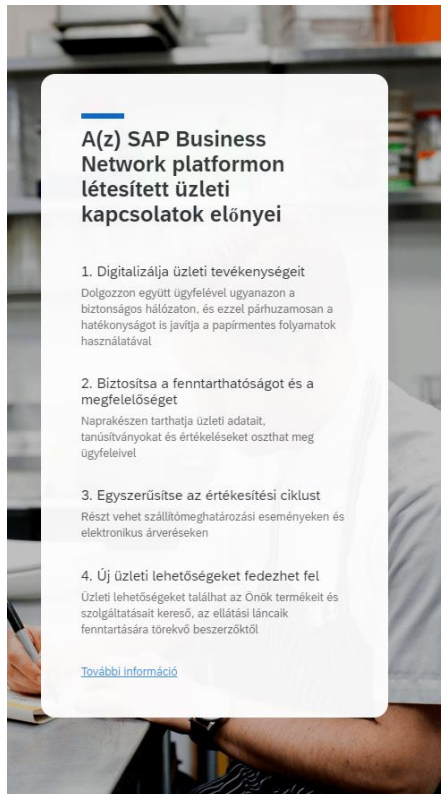 A(z) SAP Business
Network platformon
létesített üzleti
kapcsolatok előnyei
1. Digitalizálja üzleti tevékenységeit
Dolgozzon együtt ügyfelével ugyanazon a
biztonságos hálózaton, és ezzel párhuzamosan a
hatékonyságot is javítja a papírmentes folyamatok
használatával
2. Biztosítsa a fenntarthatóságot és a
megfelelőséget
Naprakészen tarthatja üzleti adatait,
tanúsítványokat és értékeléseket oszthat meg
ügyfeleivel
3. Egyszerűsítse az értékesítési ciklust
Részt vehet szállítómeghatározási eseményeken és
elektronikus árveréseken
4. Új üzleti lehetőségeket fedezhet fel
Üzleti lehetőségeket találhat az Önök termékeit és
szolgáltatásait kereső, az ellátási láncaik
fenntartására törekvő beszerzőktől
További információ